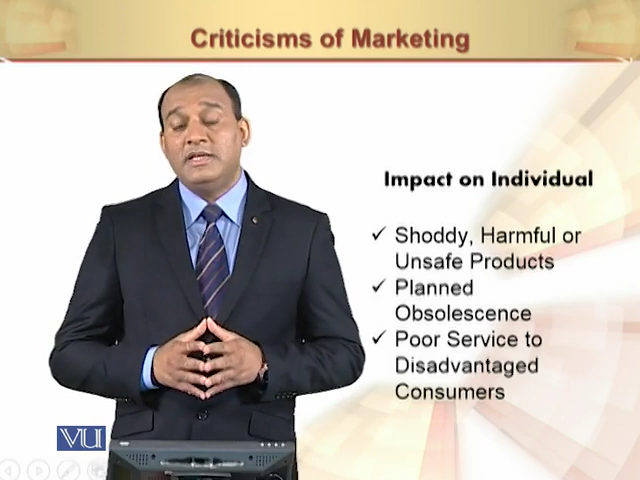 Criticisms of Marketing
Impact on Individual
✓ Shoddy, Harmful or
Unsafe Products
✓ Planned
Obsolescence
✓ Poor Service to
Disadvantaged
Consumers
VU